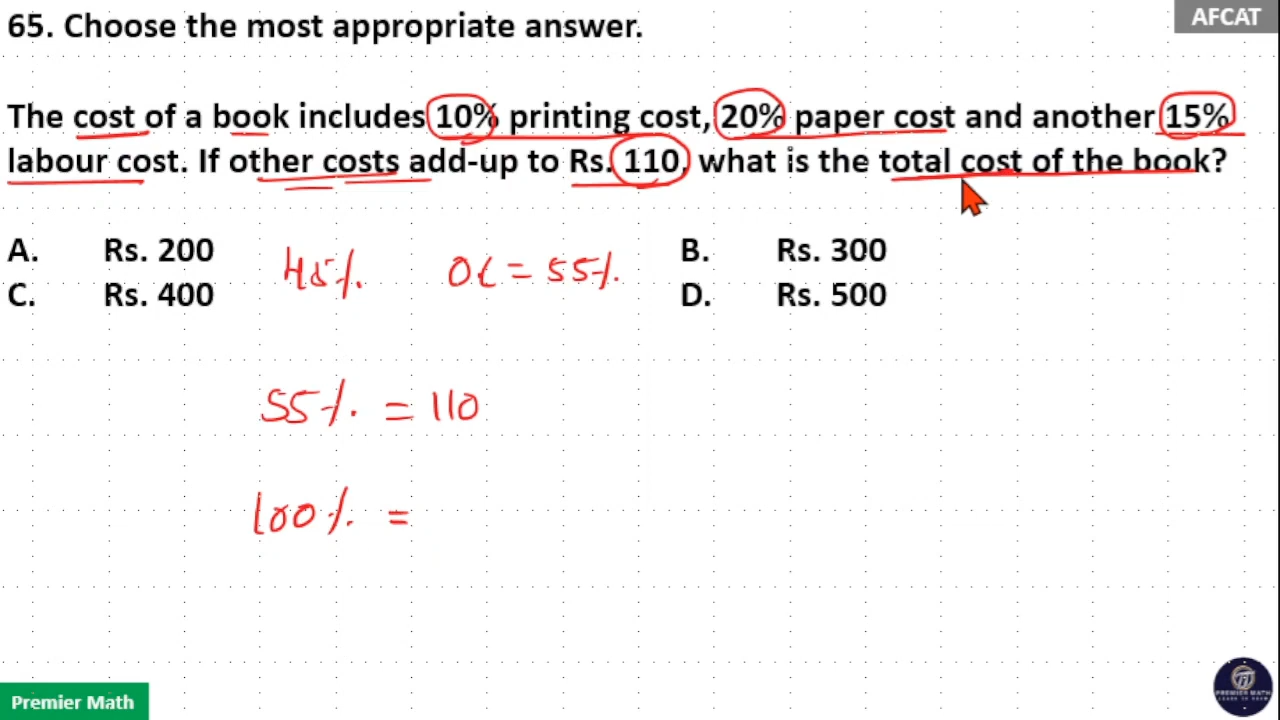 AFCAT
65. Choose the most appropriate answer.
The cost of a book includes 10% printing cost, 20% paper cost and another 15%
labour cost. If other costs add-up to Rs. 110, what is the total cost of the book?
A. Rs. 200 B. Rs. 300
C. Rs. 400 D. Rs. 500
45% OC = 55%
55% = 110
100% =
Premier Math
PREMIER MATH